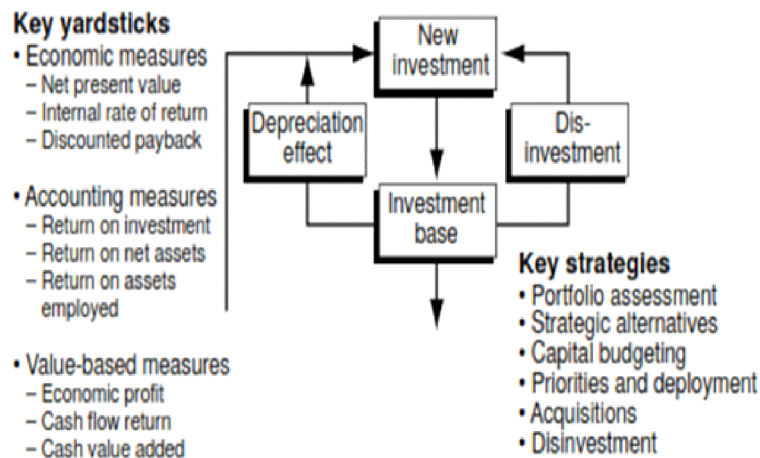 Key yardsticks
• Economic measures
– Net present value
– Internal rate of return
– Discounted payback
• Accounting measures
– Return on investment
– Return on net assets
– Return on assets
employed
• Value-based measures
– Economic profit
– Cash flow return
– Cash value added
New
investment
Depreciation
effect
Dis-
investment
Investment
base
Key strategies
• Portfolio assessment
• Strategic alternatives
• Capital budgeting
• Priorities and deployment
• Acquisitions
• Disinvestment